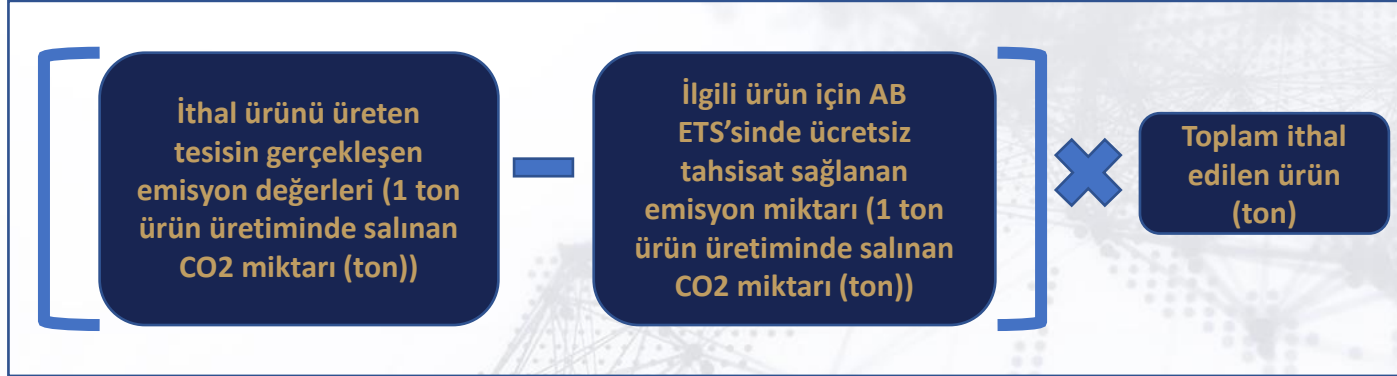 İthal ürünü üreten
tesisin gerçekleşen
emisyon değerleri (1 ton
ürün üretiminde salınan
CO2 miktarı (ton))
İlgili ürün için AB
ETS’sinde ücretsiz
tahsisat sağlanan
emisyon miktarı (1 ton
ürün üretiminde salınan
CO2 miktarı (ton))
Toplam ithal
edilen ürün
(ton)